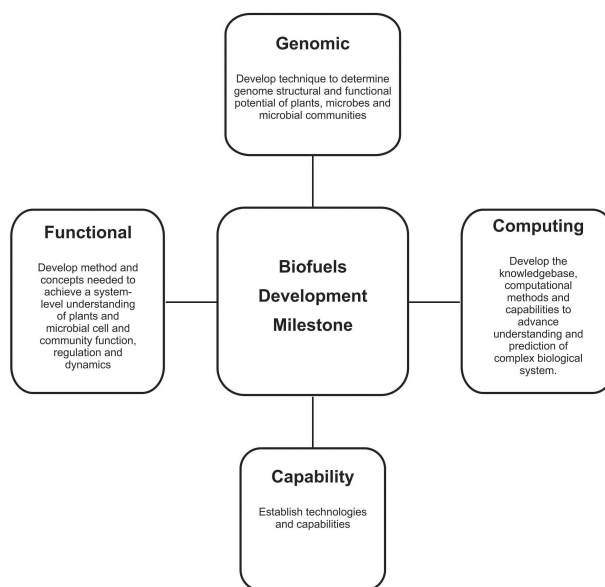 Genomic
Develop technique to determine
genome structural and functional
potential of plants, microbes and
microbial communities
Functional
Develop method and
concepts needed to
achieve a system-
level understanding
of plants and
microbial cell and
community function,
regulation and
dynamics
Biofuels
Development
Milestone
Computing
Develop the
knowledgebase,
computational
methods and
capabilities to
advance
understanding and
prediction of
complex biological
system.
Capability
Establish technologies
and capabilities